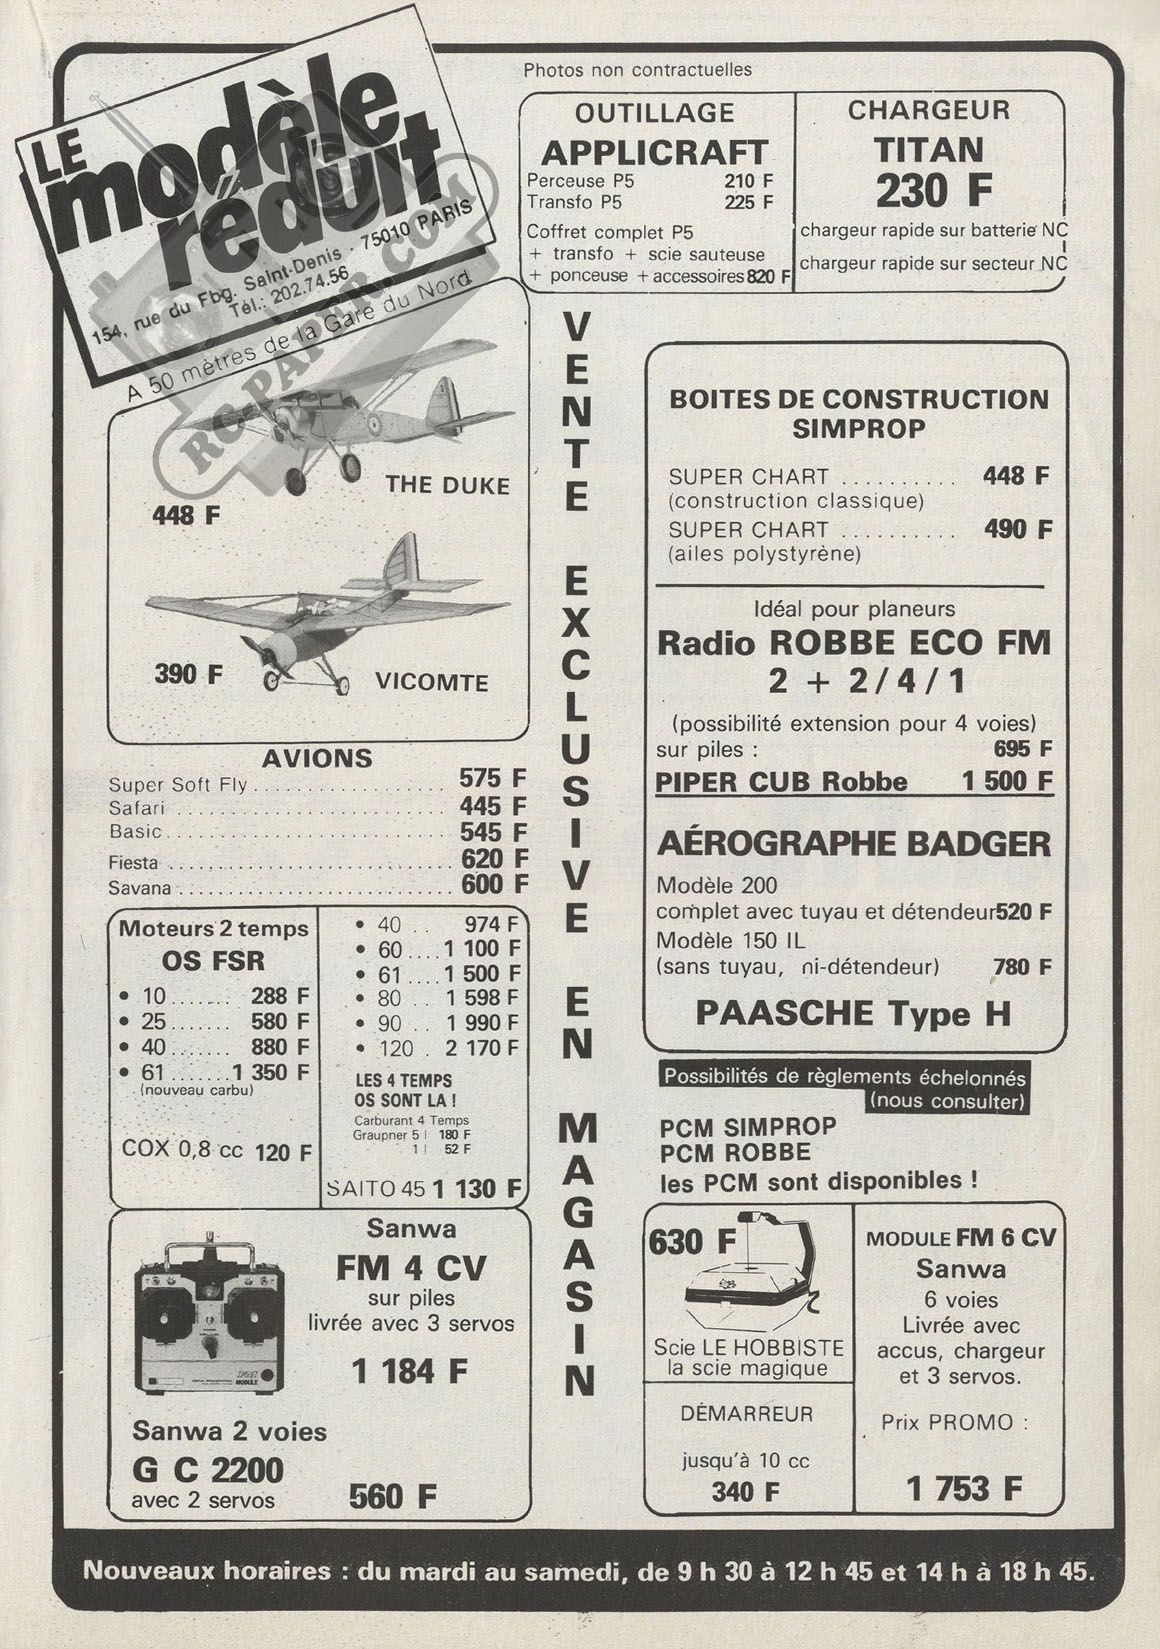 LE
modèle
réduit
154, rue du Fbg. Saint-Denis - 75010 PARIS
Tél.: 202.74.56
A 50 mètres de la Gare du Nord
RC-PAPER.COM
Photos non contractuelles
OUTILLAGE
APPLICRAFT
Perceuse P5 210 F
Transfo P5 225 F
Coffret complet P5
+ transfo + scie sauteuse
+ ponceuse + accessoires 820 F
CHARGEUR
TITAN
230 F
chargeur rapide sur batterie NC
chargeur rapide sur secteur NC
THE DUKE
448 F
390 F
VICOMTE
AVIONS
Super Soft Fly 575 F
Safari 445 F
Basic 545 F
Fiesta 620 F
Savana 600 F
Moteurs 2 temps
OS FSR
• 10 288 F
• 25 580 F
• 40 880 F
• 61 1 350 F
(nouveau carbu)
COX 0,8 cc 120 F
• 40 974 F
• 60 1 100 F
• 61 1 500 F
• 80 1 598 F
• 90 1 990 F
• 120 2 170 F
LES 4 TEMPS
OS SONT LA !
Carburant 4 Temps
Graupner 5 l 180 F
1 l 52 F
SAITO 45 1 130 F
Sanwa
FM 4 CV
sur piles
livrée avec 3 servos
1 184 F
MODULE
Sanwa 2 voies
G C 2200
avec 2 servos
560 F
VENTE EXCLUSIVE EN MAGASIN
BOITES DE CONSTRUCTION
SIMPROP
SUPER CHART 448 F
(construction classique)
SUPER CHART 490 F
(ailes polystyrène)
Idéal pour planeurs
Radio ROBBE ECO FM
2 + 2/4/1
(possibilité extension pour 4 voies)
sur piles : 695 F
PIPER CUB Robbe 1 500 F
AÉROGRAPHE BADGER
Modèle 200
complet avec tuyau et détendeur 520 F
Modèle 150 IL
(sans tuyau, ni-détendeur) 780 F
PAASCHE Type H
Possibilités de règlements échelonnés
(nous consulter)
PCM SIMPROP
PCM ROBBE
les PCM sont disponibles !
630 F
Scie LE HOBBISTE
la scie magique
DÉMARREUR
jusqu'à 10 cc
340 F
MODULE FM 6 CV
Sanwa
6 voies
Livrée avec
accus, chargeur
et 3 servos.
Prix PROMO :
1 753 F
Nouveaux horaires : du mardi au samedi, de 9 h 30 à 12 h 45 et 14 h à 18 h 45.